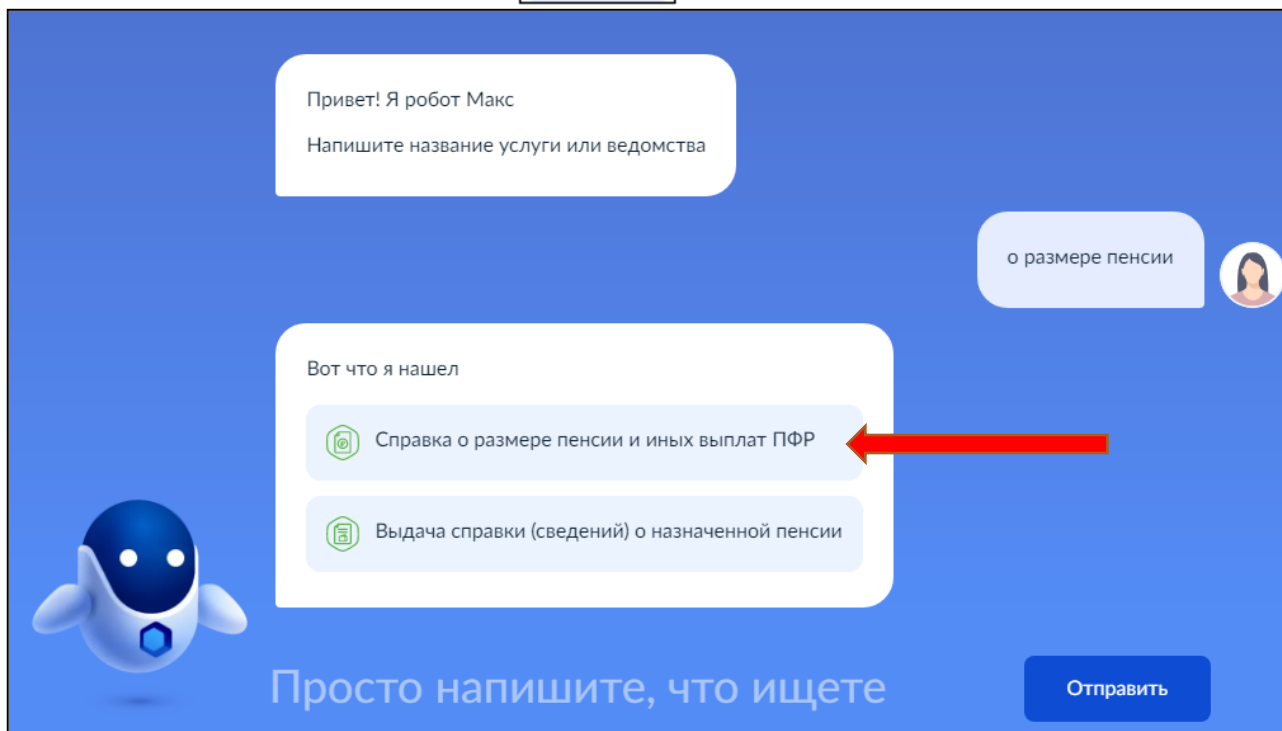 Привет! Я робот Макс
Напишите название услуги или ведомства
о размере пенсии
Вот что я нашел
Справка о размере пенсии и иных выплат ПФР
Выдача справки (сведений) о назначенной пенсии
Просто напишите, что ищете
Отправить